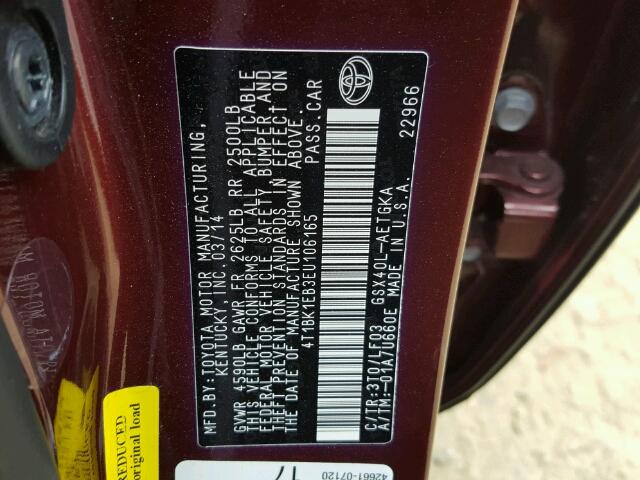 MFD. BY: TOYOTA MOTOR MANUFACTURING,
KENTUCKY, INC. 03/14
GVWR 4590LB GAWR FR 2625LB RR 2500LB
THIS VEHICLE CONFORMS TO ALL APPLICABLE
FEDERAL MOTOR VEHICLE SAFETY, BUMPER AND
THEFT PREVENTION STANDARDS IN EFFECT ON
THE DATE OF MANUFACTURE SHOWN ABOVE.
4T1BK1EB3EU106165 PASS.CAR
C/TR:3T0/LF03 GSX40L-AETGKA
A/TM:-01A/U660E MADE IN U.S.A.
22966
REDUCED
original load
42661-07120
17